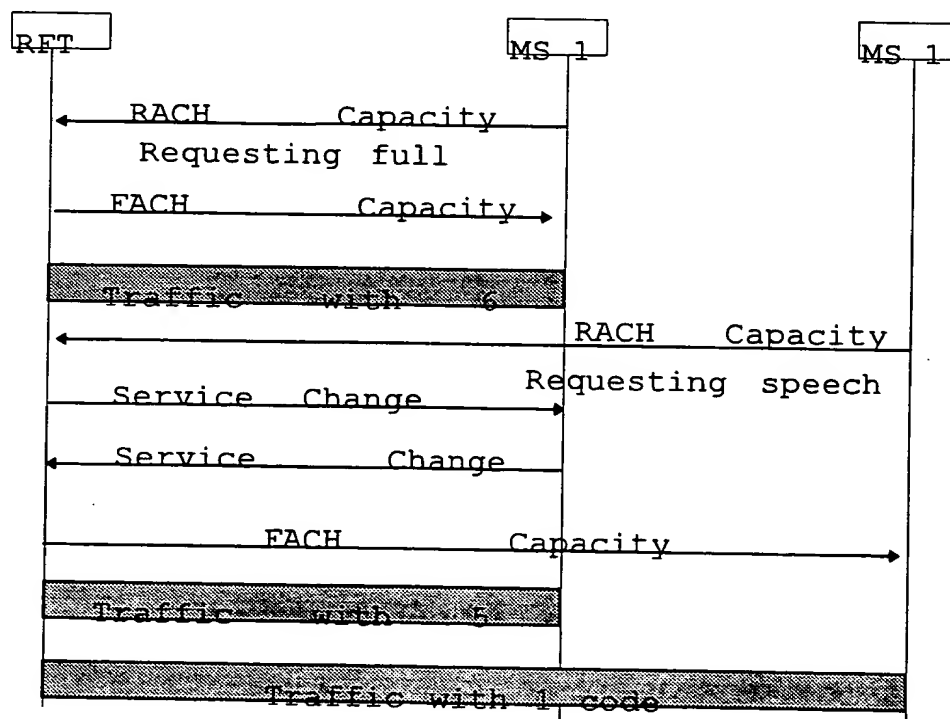 RFT MS 1 MS 1
RACH Capacity
Requesting full
FACH Capacity
Traffic with 6
RACH Capacity
Requesting speech
Service Change
Service Change
FACH Capacity
Traffic with 5
Traffic with 1 code